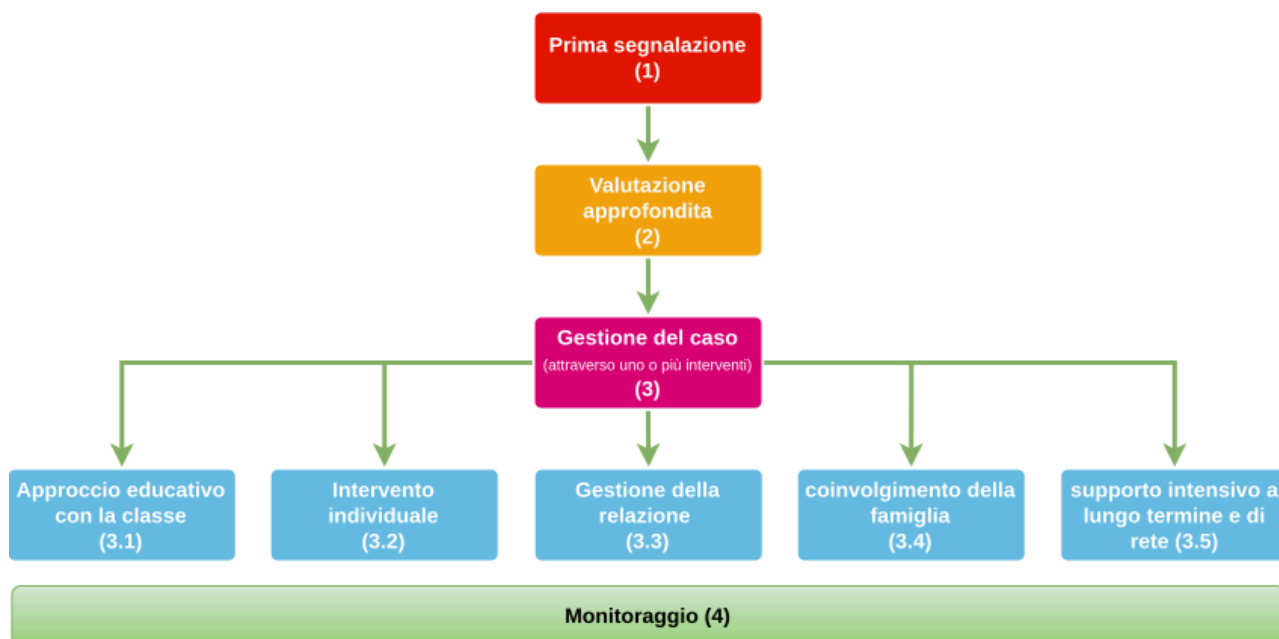 Prima segnalazione
(1)
Valutazione
approfondita
(2)
Gestione del caso
(attraverso uno o più interventi)
(3)
Approccio educativo
con la classe
(3.1)
Intervento
individuale
(3.2)
Gestione della
relazione
(3.3)
coinvolgimento della
famiglia
(3.4)
supporto intensivo a
lungo termine e di
rete (3.5)
Monitoraggio (4)